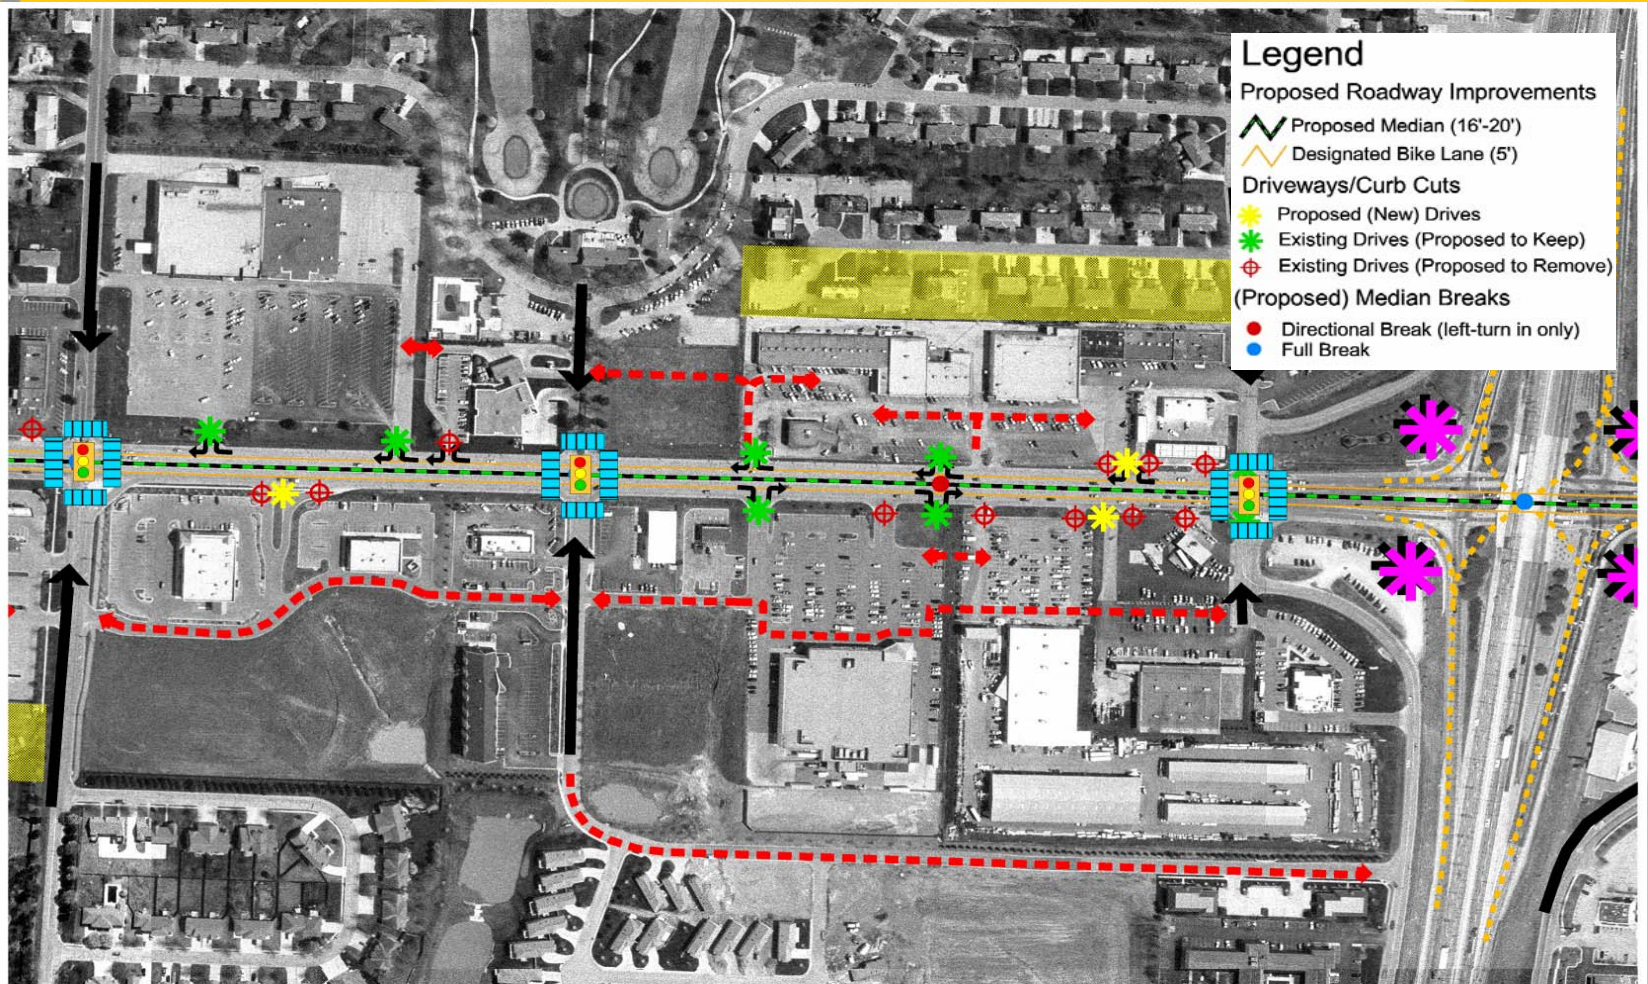 Legend
Proposed Roadway Improvements
Proposed Median (16'-20')
Designated Bike Lane (5')
Driveways/Curb Cuts
Proposed (New) Drives
Existing Drives (Proposed to Keep)
Existing Drives (Proposed to Remove)
(Proposed) Median Breaks
Directional Break (left-turn in only)
Full Break